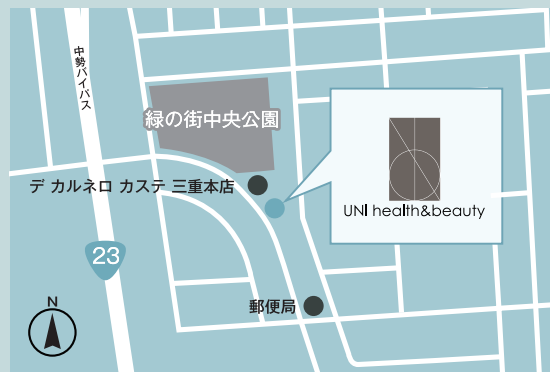 中勢バイパス
緑の街中央公園
デ カルネロ カステ 三重本店
UNI health&beauty
23
郵便局
N